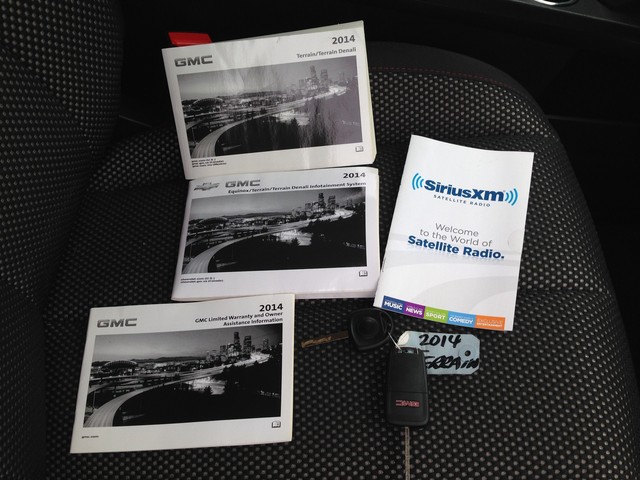 GMC
2014
Terrain/Terrain Denali
GMC
2014
Equinox/Terrain/Terrain Denali Infotainment System
SiriusXM
SATELLITE RADIO
Welcome
to the World of
Satellite Radio.
MUSIC NEWS SPORT COMEDY
GMC
2014
GMC Limited Warranty and Owner
Assistance Information
2014
TERRAIN
GMC